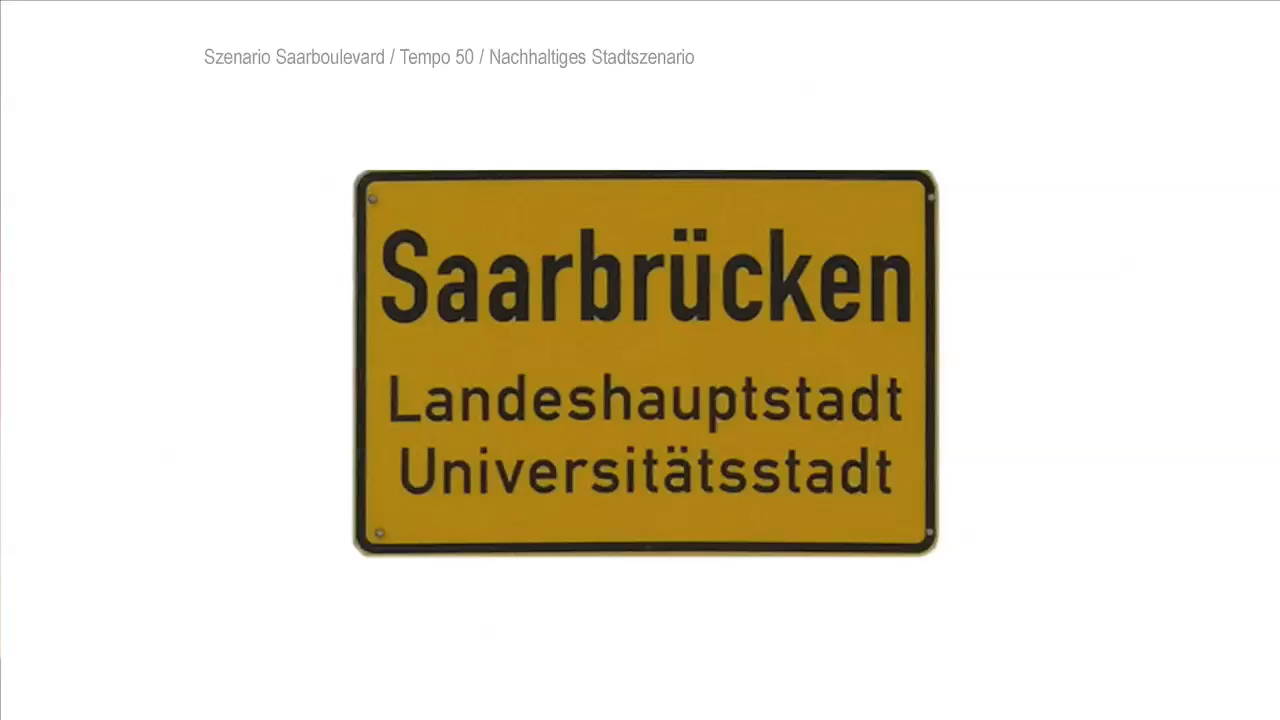 Szenario Saarboulevard / Tempo 50 / Nachhaltiges Stadtszenario
Saarbrücken
Landeshauptstadt
Universitätsstadt